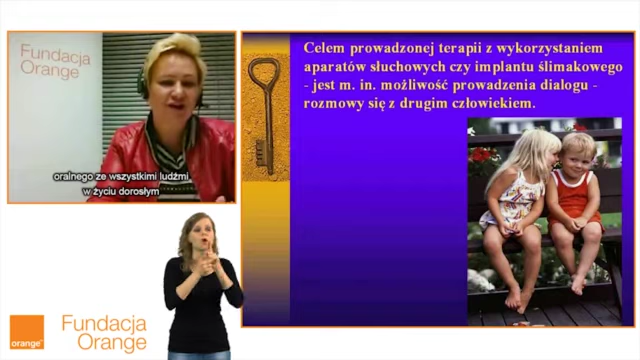 Fundacja
Orange
oralnego ze wszystkimi ludźmi
w życiu dorosłym
Celem prowadzonej terapii z wykorzystaniem
aparatów słuchowych czy implantu ślimakowego
- jest m. in. możliwość prowadzenia dialogu -
rozmowy się z drugim człowiekiem.
orange™
Fundacja
Orange